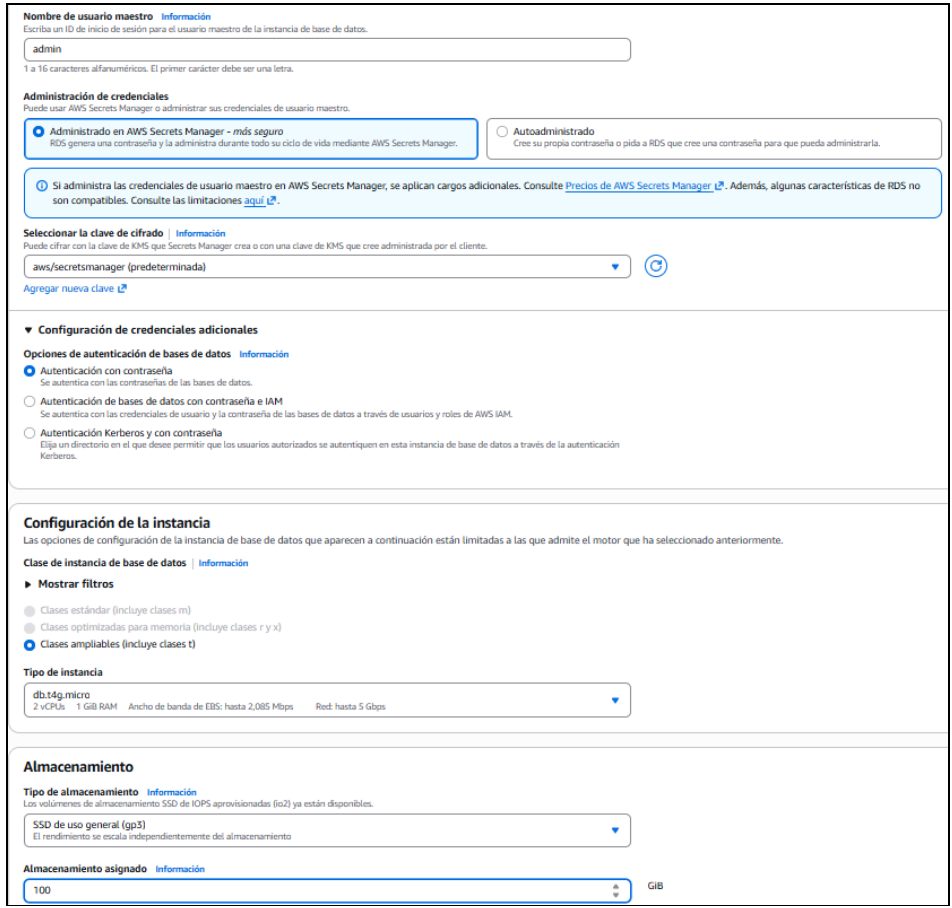 Nombre de usuario maestro Información
Escriba un ID de inicio de sesión para el usuario maestro de la instancia de base de datos.
admin
1 a 16 caracteres alfanuméricos. El primer carácter debe ser una letra.
Administración de credenciales
Puede usar AWS Secrets Manager o administrar sus credenciales de usuario maestro.
Administrado en AWS Secrets Manager - más seguro
RDS genera una contraseña y la administra durante todo su ciclo de vida mediante AWS Secrets Manager.
Autoadministrado
Cree su propia contraseña o pida a RDS que cree una contraseña para que pueda administrarla.
Si administra las credenciales de usuario maestro en AWS Secrets Manager, se aplican cargos adicionales. Consulte Precios de AWS Secrets Manager. Además, algunas características de RDS no
son compatibles. Consulte las limitaciones aquí.
Seleccionar la clave de cifrado | Información
Puede cifrar con la clave de KMS que Secrets Manager crea o con una clave de KMS que cree administrada por el cliente.
aws/secretsmanager (predeterminada)
Agregar nueva clave
Configuración de credenciales adicionales
Opciones de autenticación de bases de datos Información
Autenticación con contraseña
Se autentica con las contraseñas de las bases de datos.
Autenticación de bases de datos con contraseña e IAM
Se autentica con las credenciales de usuario y la contraseña de las bases de datos a través de usuarios y roles de AWS IAM.
Autenticación Kerberos y con contraseña
Elija un directorio en el que desee permitir que los usuarios autorizados se autentiquen en esta instancia de base de datos a través de la autenticación
Kerberos.
Configuración de la instancia
Las opciones de configuración de la instancia de base de datos que aparecen a continuación están limitadas a las que admite el motor que ha seleccionado anteriormente.
Clase de instancia de base de datos | Información
Mostrar filtros
Clases estándar (incluye clases m)
Clases optimizadas para memoria (incluye clases r y x)
Clases ampliables (incluye clases t)
Tipo de instancia
db.t4g.micro
2 vCPUs 1 GiB RAM Ancho de banda de EBS: hasta 2,085 Mbps Red: hasta 5 Gbps
Almacenamiento
Tipo de almacenamiento Información
Los volúmenes de almacenamiento SSD de IOPS aprovisionadas (io2) ya están disponibles.
SSD de uso general (gp3)
El rendimiento se escala independientemente del almacenamiento
Almacenamiento asignado Información
100 GiB